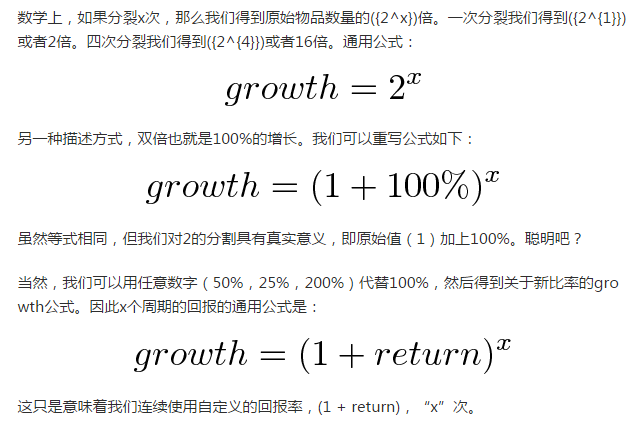 数学上，如果分裂x次，那么我们得到原始物品数量的({2^x})倍。一次分裂我们得到({2^{1}})
或者2倍。四次分裂我们得到({2^{4}})或者16倍。通用公式：
growth = 2^x
另一种描述方式，双倍也就是100%的增长。我们可以重写公式如下：
growth = (1 + 100%)^x
虽然等式相同，但我们对2的分割具有真实意义，即原始值（1）加上100%。聪明吧？
当然，我们可以用任意数字（50%，25%，200%）代替100%，然后得到关于新比率的gro
wth公式。因此x个周期的回报的通用公式是：
growth = (1 + return)^x
这只是意味着我们连续使用自定义的回报率，(1 + return)，“x”次。